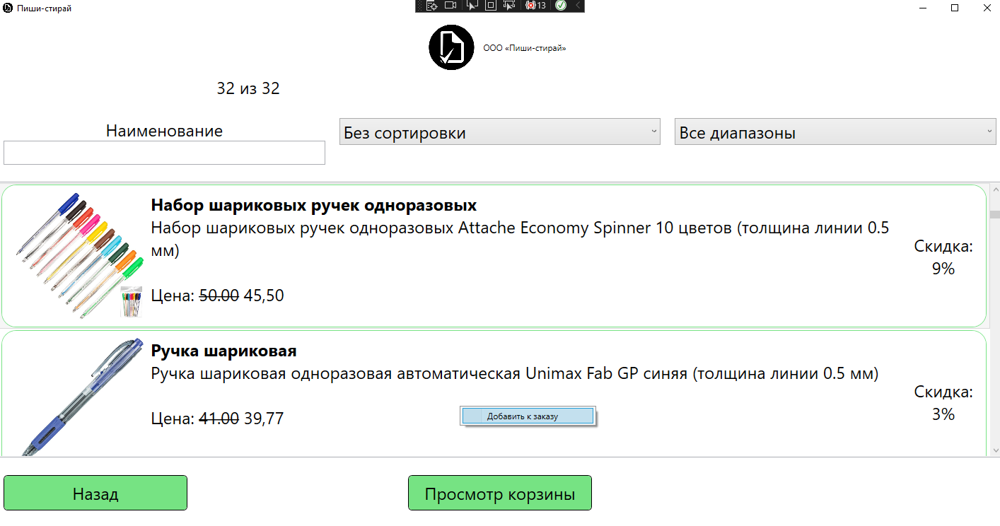 Пиши-стирай
13
ООО «Пиши-стирай»
32 из 32
Наименование
Без сортировки
Все диапазоны
Набор шариковых ручек одноразовых
Набор шариковых ручек одноразовых Attache Economy Spinner 10 цветов (толщина линии 0.5
мм)
Цена: 50.00 45,50
Скидка:
9%
Ручка шариковая
Ручка шариковая одноразовая автоматическая Unimax Fab GP синяя (толщина линии 0.5 мм)
Цена: 41.00 39,77
Скидка:
3%
Добавить к заказу
Назад
Просмотр корзины